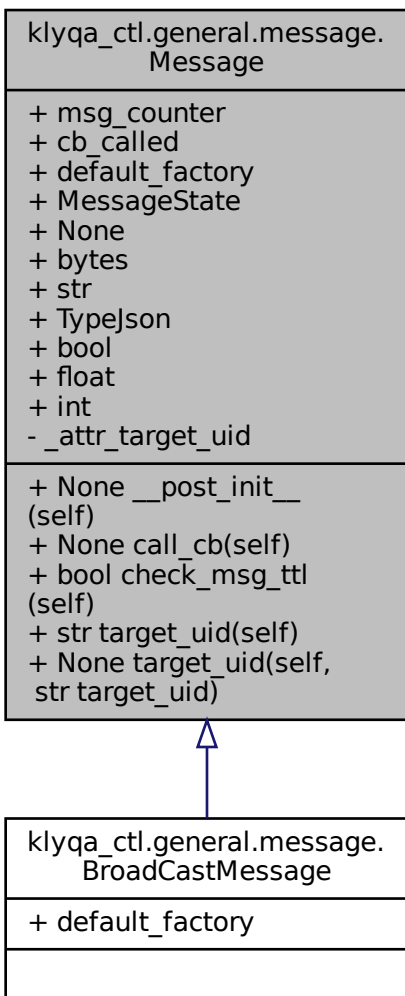 klyqa_ctl.general.message.
Message
+ msg_counter
+ cb_called
+ default_factory
+ MessageState
+ None
+ bytes
+ str
+ TypeJson
+ bool
+ float
+ int
- _attr_target_uid
+ None __post_init__
(self)
+ None call_cb(self)
+ bool check_msg_ttl
(self)
+ str target_uid(self)
+ None target_uid(self,
str target_uid)
klyqa_ctl.general.message.
BroadCastMessage
+ default_factory